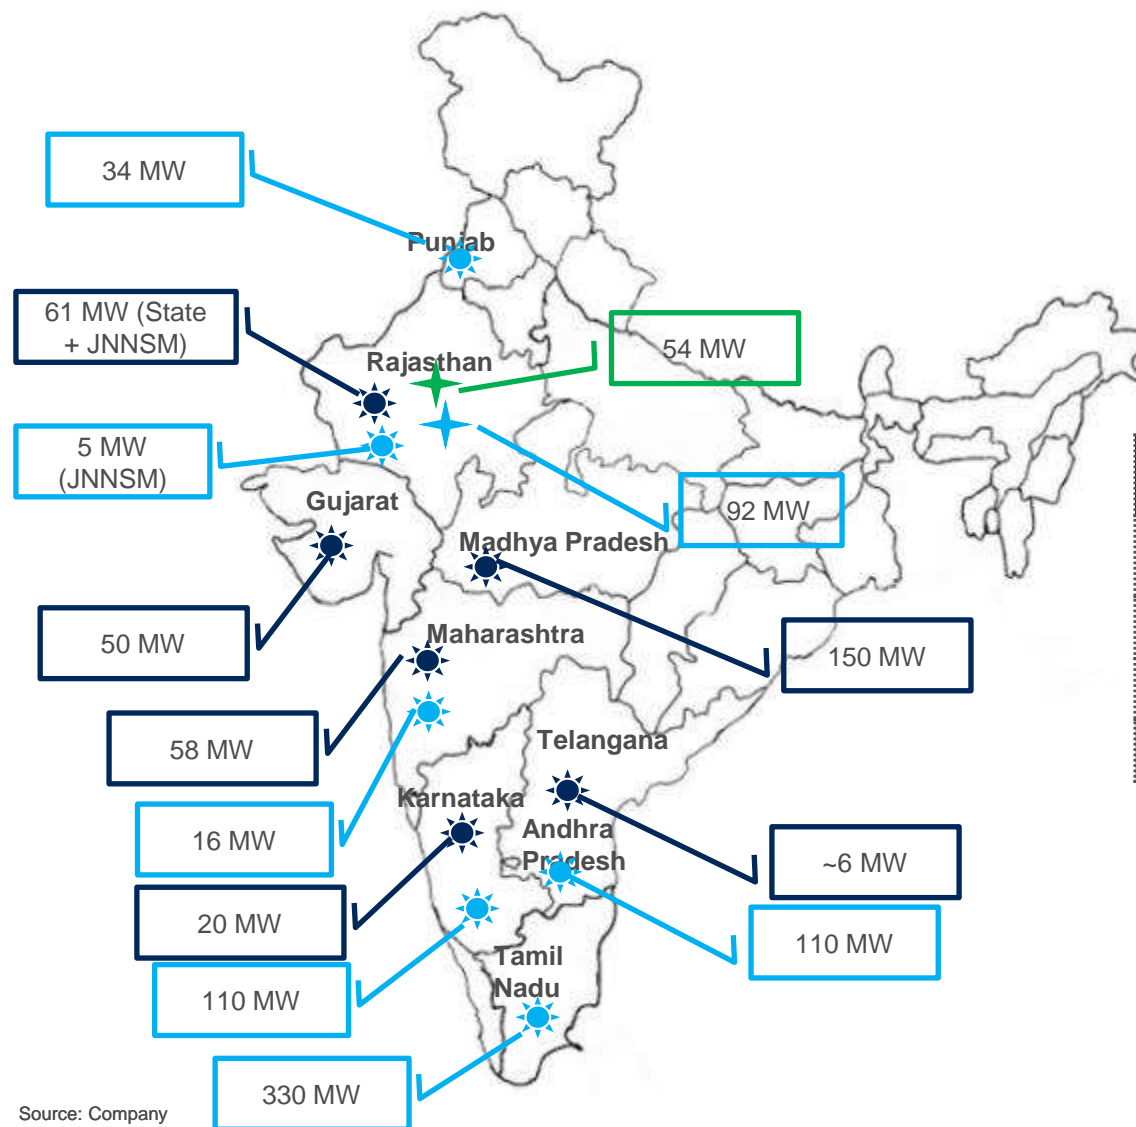 34 MW
Punjab
61 MW (State
+ JNNSM)
54 MW
Rajasthan
5 MW
(JNNSM)
Gujarat
92 MW
Madhya Pradesh
50 MW
Maharashtra
150 MW
58 MW
Telangana
Karnataka
16 MW
Andhra
Pradesh
~6 MW
20 MW
110 MW
Tamil
Nadu
110 MW
330 MW
Source: Company